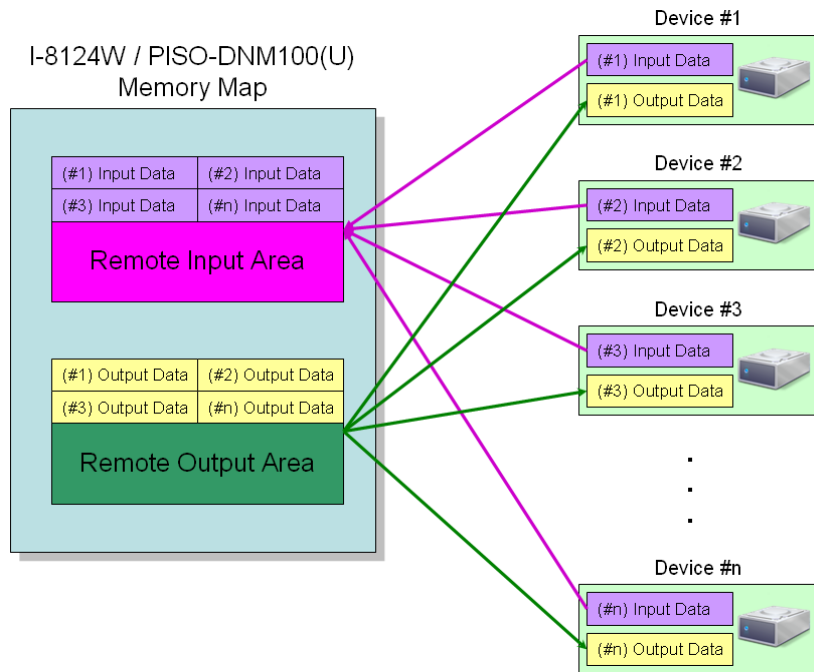 I-8124W / PISO-DNM100(U)
Memory Map
(#1) Input Data
(#2) Input Data
(#3) Input Data
(#n) Input Data
Remote Input Area
(#1) Output Data
(#2) Output Data
(#3) Output Data
(#n) Output Data
Remote Output Area
Device #1
(#1) Input Data
(#1) Output Data
Device #2
(#2) Input Data
(#2) Output Data
Device #3
(#3) Input Data
(#3) Output Data
.
.
.
Device #n
(#n) Input Data
(#n) Output Data